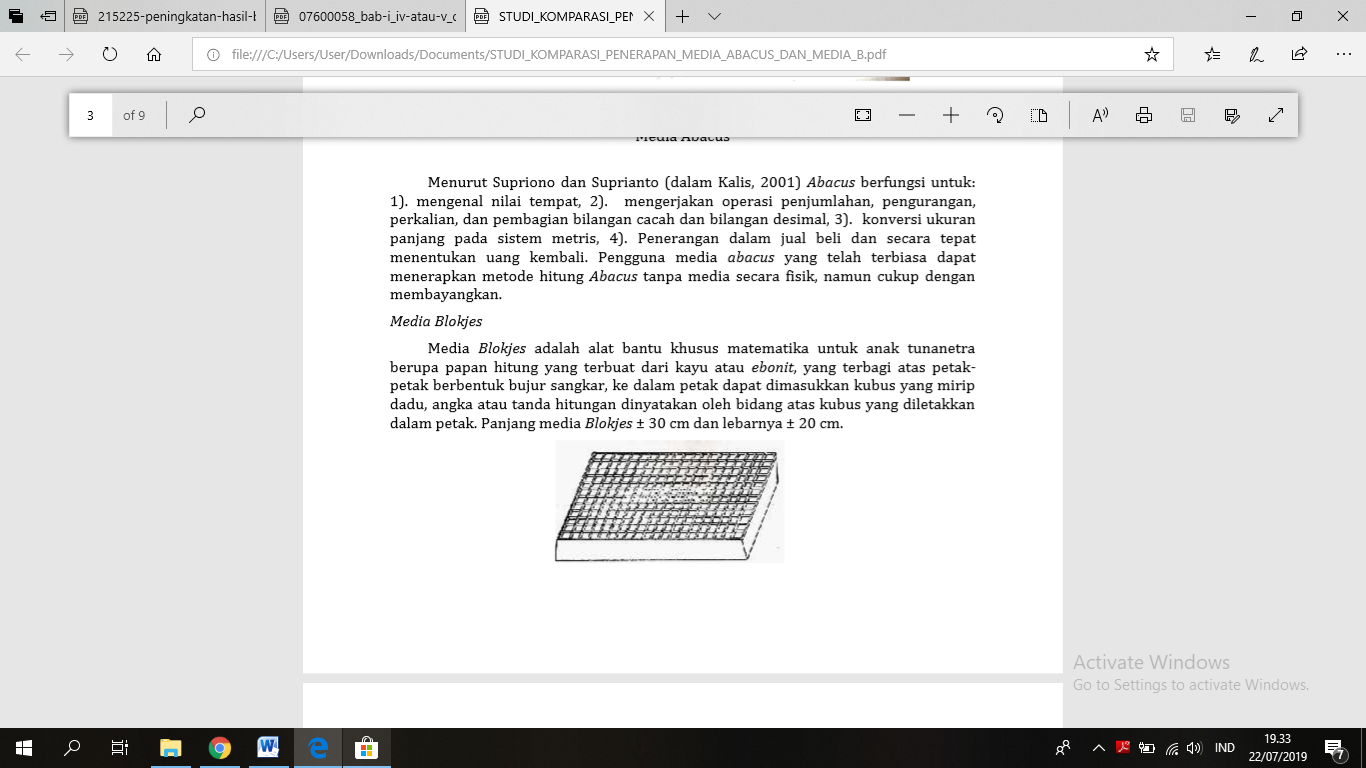 215225-peningkatan-hasil-b
07600058_bab-i_iv-atau-v_d
STUDI_KOMPARASI_PEN
file:///C:/Users/User/Downloads/Documents/STUDI_KOMPARASI_PENERAPAN_MEDIA_ABACUS_DAN_MEDIA_B.pdf
3 of 9
Media Abacus
Menurut Supriono dan Suprianto (dalam Kalis, 2001) Abacus berfungsi untuk:
1). mengenal nilai tempat, 2). mengerjakan operasi penjumlahan, pengurangan,
perkalian, dan pembagian bilangan cacah dan bilangan desimal, 3). konversi ukuran
panjang pada sistem metris, 4). Penerangan dalam jual beli dan secara tepat
menentukan uang kembali. Pengguna media abacus yang telah terbiasa dapat
menerapkan metode hitung Abacus tanpa media secara fisik, namun cukup dengan
membayangkan.
Media Blokjes
Media Blokjes adalah alat bantu khusus matematika untuk anak tunanetra
berupa papan hitung yang terbuat dari kayu atau ebonit, yang terbagi atas petak-
petak berbentuk bujur sangkar, ke dalam petak dapat dimasukkan kubus yang mirip
dadu, angka atau tanda hitungan dinyatakan oleh bidang atas kubus yang diletakkan
dalam petak. Panjang media Blokjes ± 30 cm dan lebarnya ± 20 cm.
Activate Windows
Go to Settings to activate Windows.
IND
19.33
22/07/2019
7